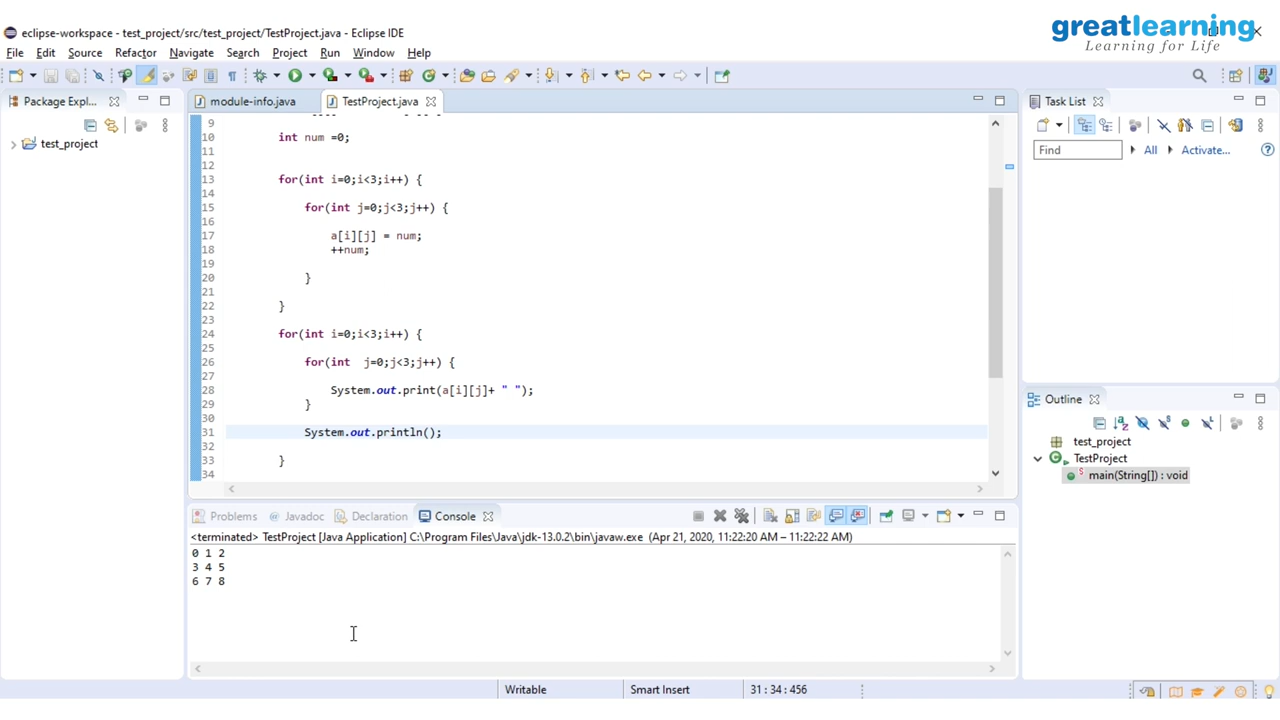 eclipse-workspace - test_project/src/test_project/TestProject.java - Eclipse IDE
greatlearning
Learning for Life
File Edit Source Refactor Navigate Search Project Run Window Help
Package Expl...
module-info.java
TestProject.java
Task List
test_project
Find
All
Activate...
9
10 int num =0;
11
12
13 for(int i=0;i<3;i++) {
14
15 for(int j=0;j<3;j++) {
16
17 a[i][j] = num;
18 ++num;
19
20 }
21
22 }
23
24 for(int i=0;i<3;i++) {
25
26 for(int  j=0;j<3;j++) {
27
28 System.out.print(a[i][j]+ " ");
29 }
30
31 System.out.println();
32
33 }
34
Outline
test_project
TestProject
main(String[]) : void
Problems @ Javadoc Declaration Console
<terminated> TestProject [Java Application] C:\Program Files\Java\jdk-13.0.2\bin\javaw.exe (Apr 21, 2020, 11:22:20 AM – 11:22:22 AM)
0 1 2
3 4 5
6 7 8
Writable
Smart Insert
31 : 34 : 456